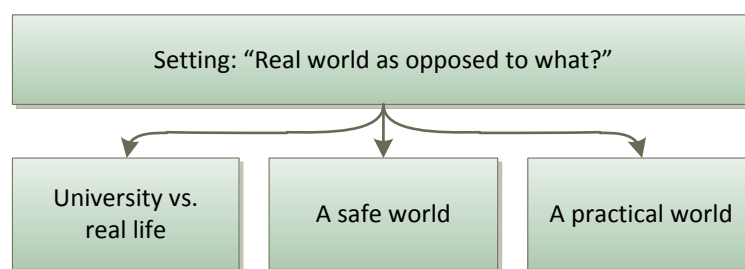 Setting: “Real world as opposed to what?”
University vs.
real life
A safe world
A practical world